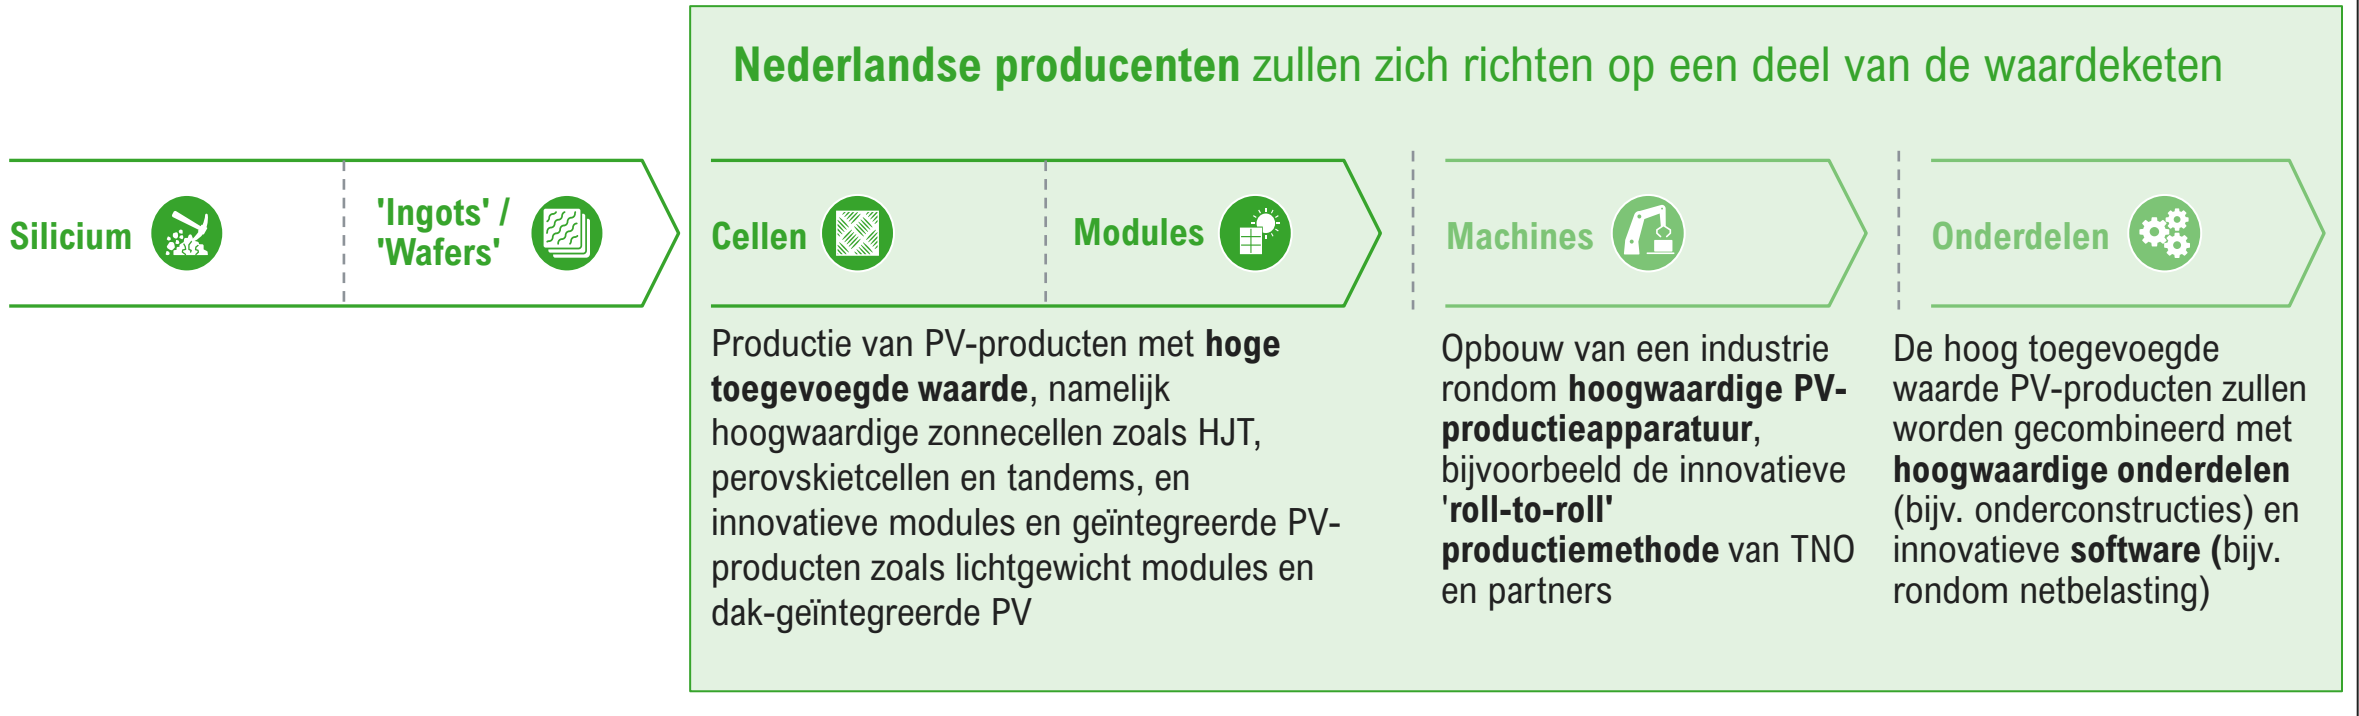 Nederlandse producenten zullen zich richten op een deel van de waardeketen
Silicium
'Ingots' /
'Wafers'
Cellen
Modules
Machines
Onderdelen
Productie van PV-producten met hoge
toegevoegde waarde, namelijk
hoogwaardige zonnecellen zoals HJT,
perovskietcellen en tandems, en
innovatieve modules en geïntegreerde PV-
producten zoals lichtgewicht modules en
dak-geïntegreerde PV
Opbouw van een industrie
rondom hoogwaardige PV-
productieapparatuur,
bijvoorbeeld de innovatieve
'roll-to-roll'
productiemethode van TNO
en partners
De hoog toegevoegde
waarde PV-producten zullen
worden gecombineerd met
hoogwaardige onderdelen
(bijv. onderconstructies) en
innovatieve software (bijv.
rondom netbelasting)